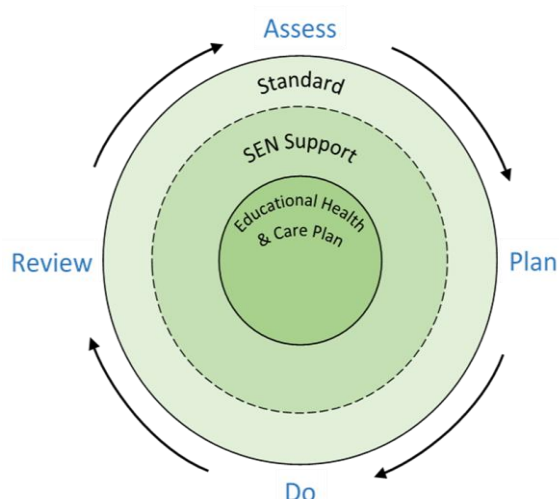 Assess
Standard
SEN Support
Educational Health
& Care Plan
Review
Plan
Do